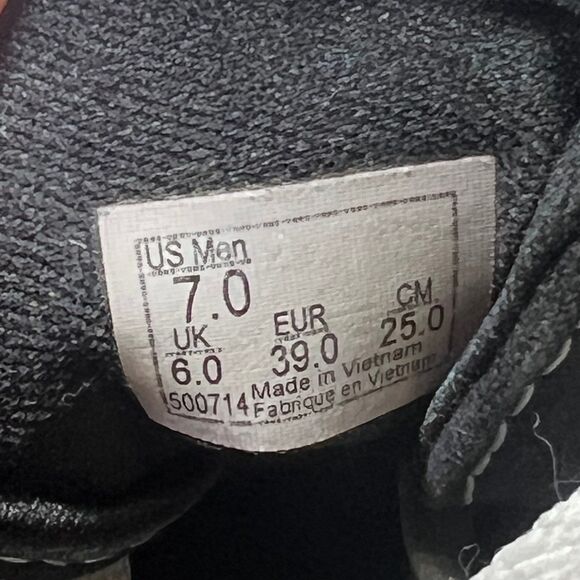 US Men
7.0
UK EUR CM
6.0 39.0 25.0
500714 Made in Vietnam
Fabrique en Vietnam